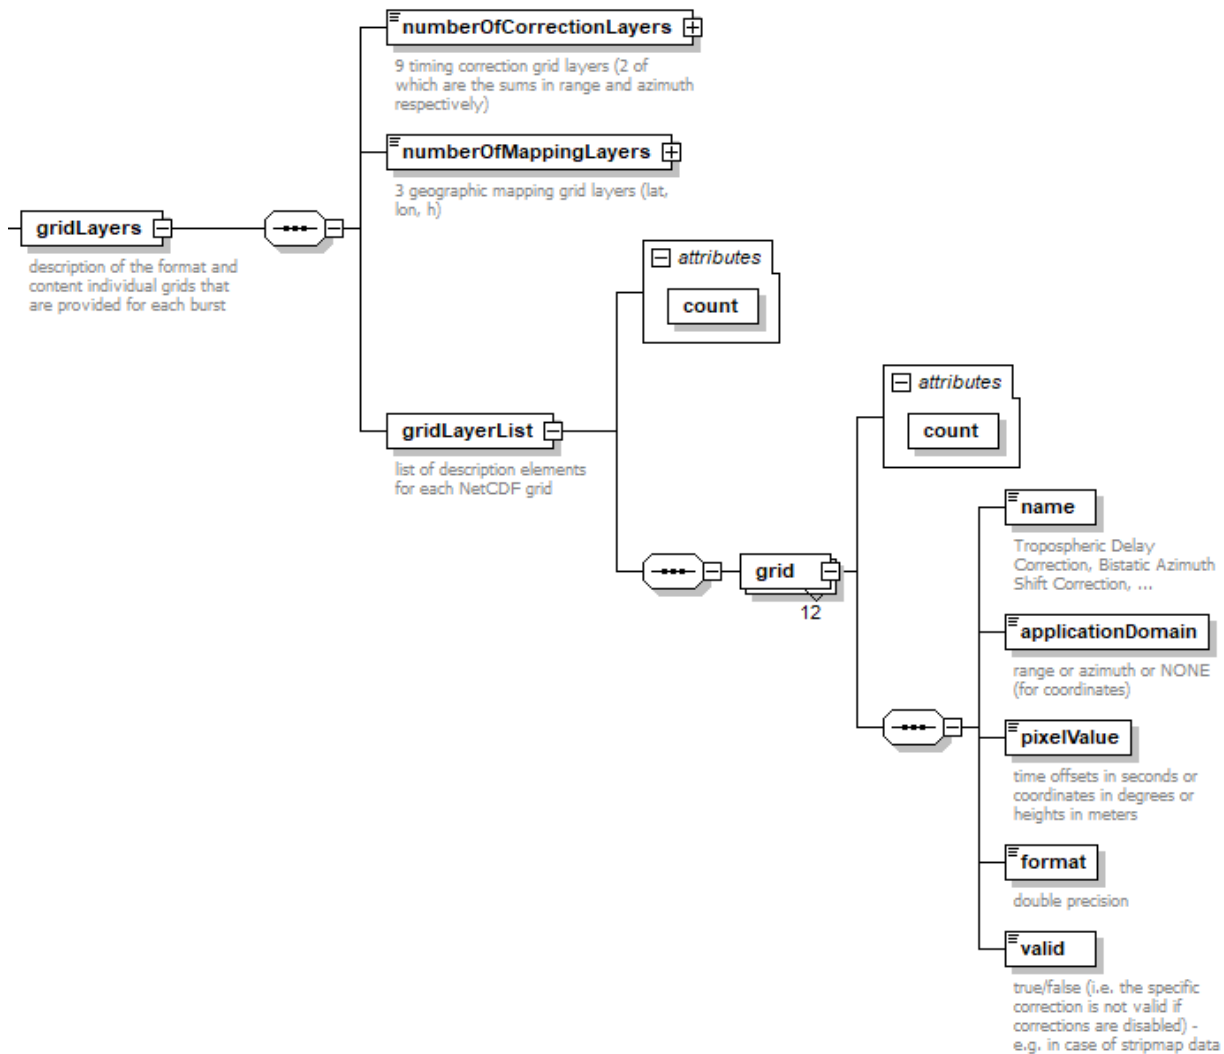 numberOfCorrectionLayers
9 timing correction grid layers (2 of
which are the sums in range and azimuth
respectively)
numberOfMappingLayers
3 geographic mapping grid layers (lat,
lon, h)
gridLayers
description of the format and
content individual grids that
are provided for each burst
attributes
count
gridLayerList
list of description elements
for each NetCDF grid
grid
12
attributes
count
name
Tropospheric Delay
Correction, Bistatic Azimuth
Shift Correction, ...
applicationDomain
range or azimuth or NONE
(for coordinates)
pixelValue
time offsets in seconds or
coordinates in degrees or
heights in meters
format
double precision
valid
true/false (i.e. the specific
correction is not valid if
corrections are disabled) -
e.g. in case of stripmap data